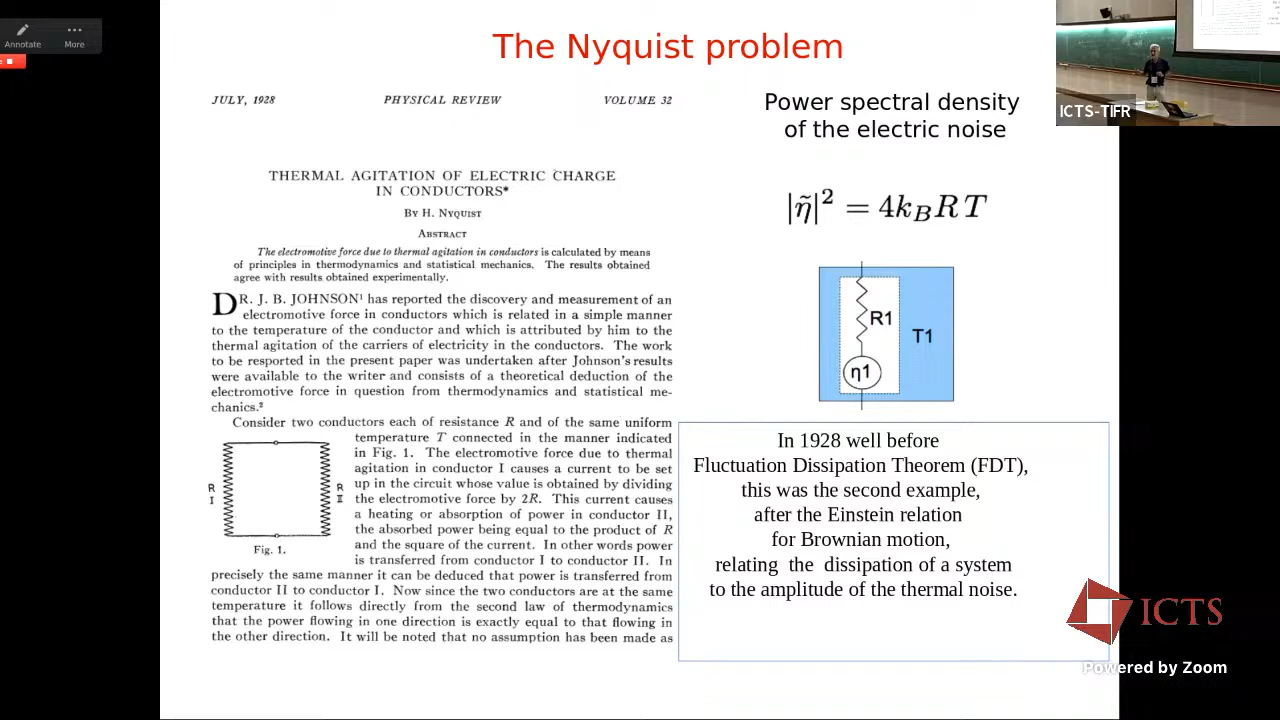 Annotate
More
The Nyquist problem
JULY, 1928 PHYSICAL REVIEW VOLUME 32
THERMAL AGITATION OF ELECTRIC CHARGE
IN CONDUCTORS*
By H. Nyquist
Abstract
The electromotive force due to thermal agitation in conductors is calculated by means
of principles in thermodynamics and statistical mechanics. The results obtained
agree with results obtained experimentally.
DR. J. B. JOHNSON¹ has reported the discovery and measurement of an
electromotive force in conductors which is related in a simple manner
to the temperature of the conductor and which is attributed by him to the
thermal agitation of the carriers of electricity in the conductors. The work
to be resported in the present paper was undertaken after Johnson's results
were available to the writer and consists of a theoretical deduction of the
electromotive force in question from thermodynamics and statistical me-
chanics.²
Consider two conductors each of resistance R and of the same uniform
temperature T connected in the manner indicated
in Fig. 1. The electromotive force due to thermal
agitation in conductor I causes a current to be set
up in the circuit whose value is obtained by dividing
the electromotive force by 2R. This current causes
a heating or absorption of power in conductor II,
the absorbed power being equal to the product of R
and the square of the current. In other words power
is transferred from conductor I to conductor II. In
precisely the same manner it can be deduced that power is transferred from
conductor II to conductor I. Now since the two conductors are at the same
temperature it follows directly from the second law of thermodynamics
that the power flowing in one direction is exactly equal to that flowing in
the other direction. It will be noted that no assumption has been made as
R
I
R
II
Fig. 1.
Power spectral density
of the electric noise
|η̃|² = 4k_B R T
R1
T1
η1
In 1928 well before
Fluctuation Dissipation Theorem (FDT),
this was the second example,
after the Einstein relation
for Brownian motion,
relating the dissipation of a system
to the amplitude of the thermal noise.
ICTS-TIFR
ICTS
Powered by Zoom